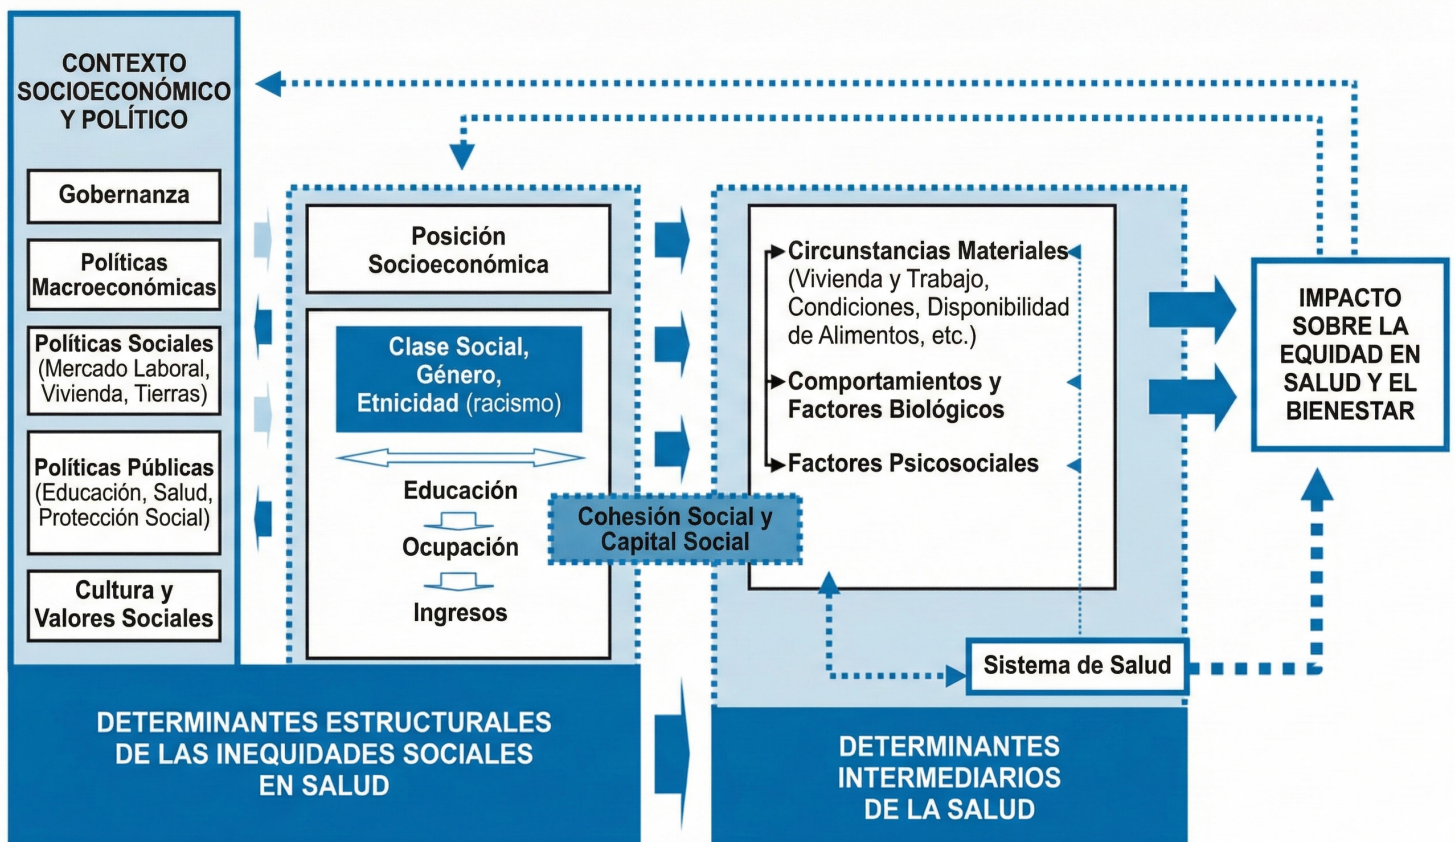 CONTEXTO
SOCIOECONÓMICO
Y POLÍTICO
Gobernanza
Políticas
Macroeconómicas
Políticas Sociales
(Mercado Laboral,
Vivienda, Tierras)
Políticas Públicas
(Educación, Salud,
Protección Social)
Cultura y
Valores Sociales
Posición
Socioeconómica
Clase Social,
Género,
Etnicidad (racismo)
Educación
Ocupación
Ingresos
Cohesión Social y
Capital Social
Circunstancias Materiales
(Vivienda y Trabajo,
Condiciones, Disponibilidad
de Alimentos, etc.)
Comportamientos y
Factores Biológicos
Factores Psicosociales
Sistema de Salud
IMPACTO
SOBRE LA
EQUIDAD EN
SALUD Y EL
BIENESTAR
DETERMINANTES ESTRUCTURALES
DE LAS INEQUIDADES SOCIALES
EN SALUD
DETERMINANTES
INTERMEDIARIOS
DE LA SALUD